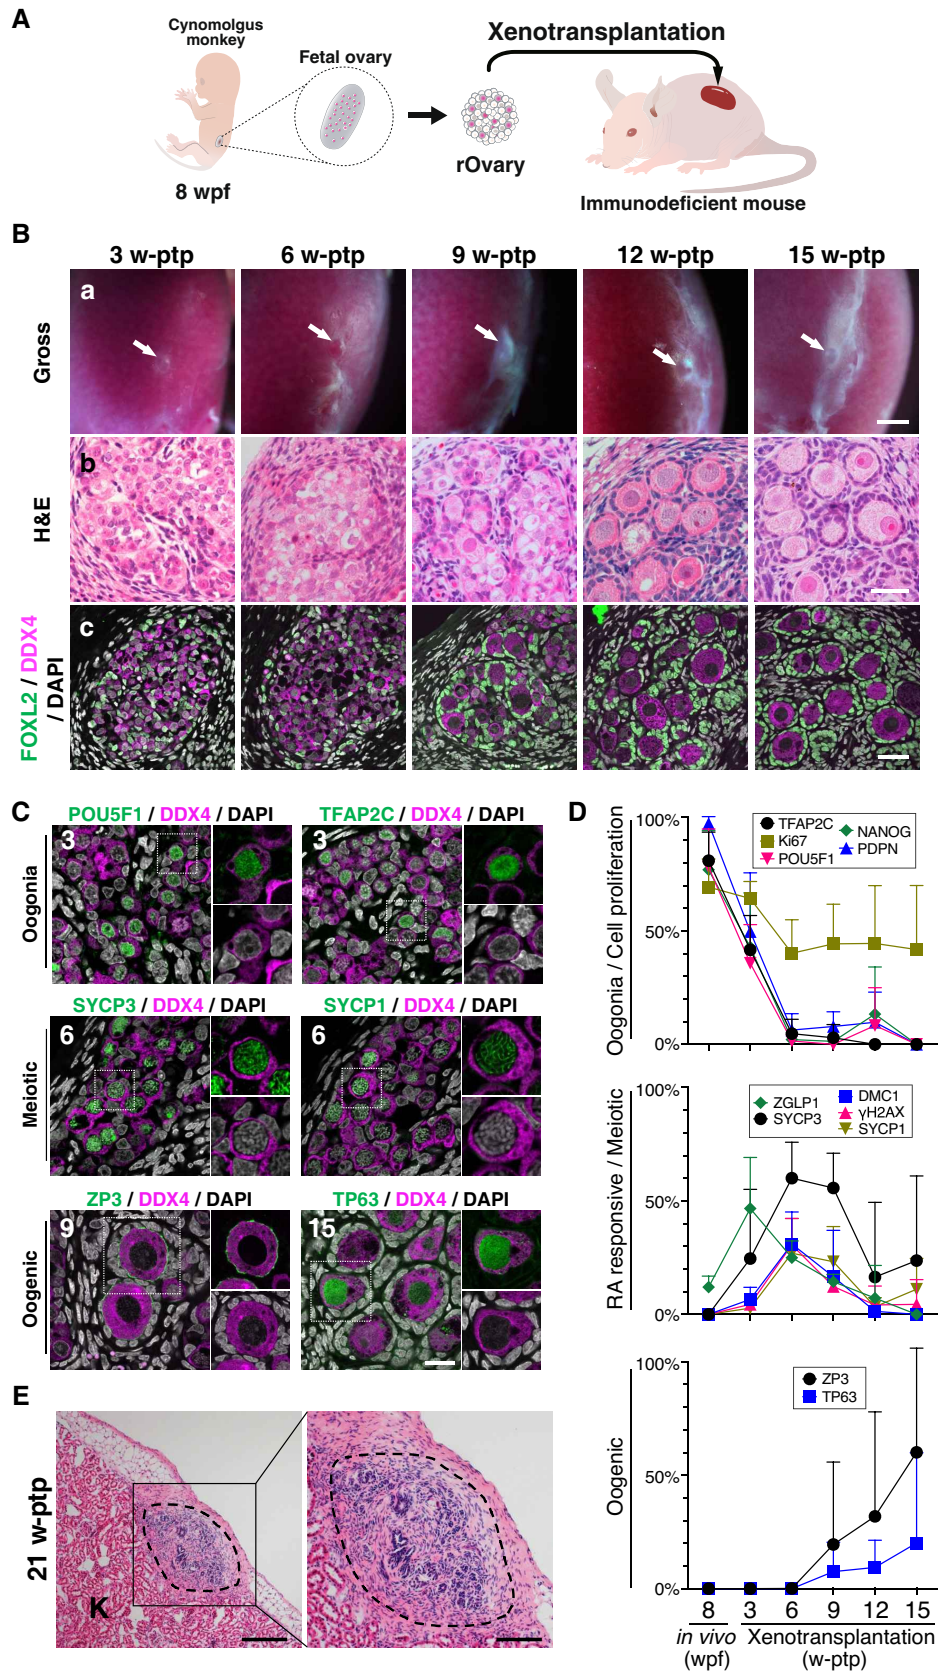 A
Cynomolgus
monkey
Fetal ovary
Xenotransplantation
rOvary
8 wpf
Immunodeficient mouse
B
3 w-ptp
6 w-ptp
9 w-ptp
12 w-ptp
15 w-ptp
a
Gross
b
H&E
c
FOXL2 / DDX4
/ DAPI
C
POU5F1 / DDX4 / DAPI
TFAP2C / DDX4 / DAPI
3
3
Oogonia
SYCP3 / DDX4 / DAPI
SYCP1 / DDX4 / DAPI
6
6
Meiotic
ZP3 / DDX4 / DAPI
TP63 / DDX4 / DAPI
9
15
Oogenic
D
Oogonia / Cell proliferation
100%
50%
0%
TFAP2C
Ki67
POU5F1
NANOG
PDPN
RA responsive / Meiotic
100%
50%
0%
ZGLP1
SYCP3
DMC1
γH2AX
SYCP1
Oogenic
100%
50%
0%
ZP3
TP63
8
3
6
9
12
15
in vivo
(wpf)
Xenotransplantation
(w-ptp)
E
21 w-ptp
K